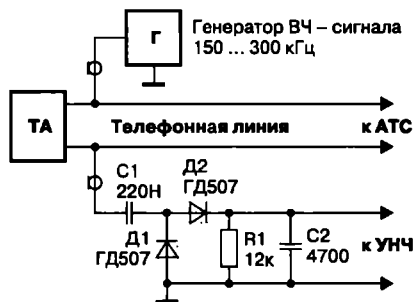 Г
Генератор ВЧ – сигнала
150 ... 300 кГц
ТА
Телефонная линия
к АТС
С1
220Н
Д2
ГД507
Д1
ГД507
R1
12к
С2
4700
к УНЧ